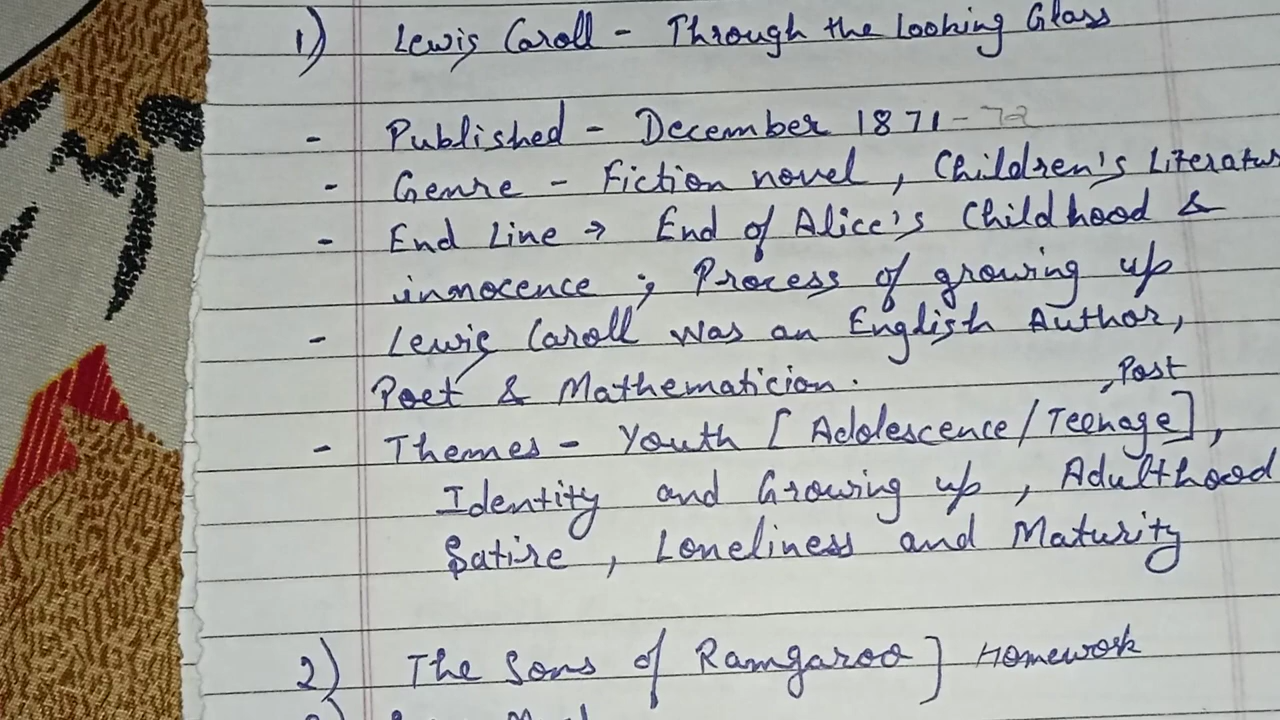 1) Lewis Caroll - Through the Looking Glass
- Published - December 1871-72
- Genre - Fiction novel, Children's Literatur
- End Line → End of Alice's Childhood &
innocence ; Process of growing up
- Lewis Caroll was an English Author,
Poet & Mathematician.
, Post
- Themes - Youth [Adolescence/Teenage],
Identity and Growing up, Adulthood
Satire, Loneliness and Maturity
2) The Sons of Ramgaroo] Homework